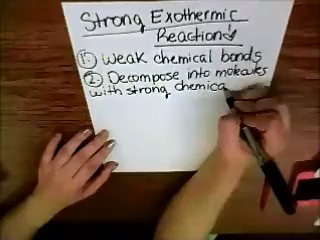 Strong Exothermic
Reactions
1. Weak chemical bonds
2. Decompose into molecules
with strong chemica